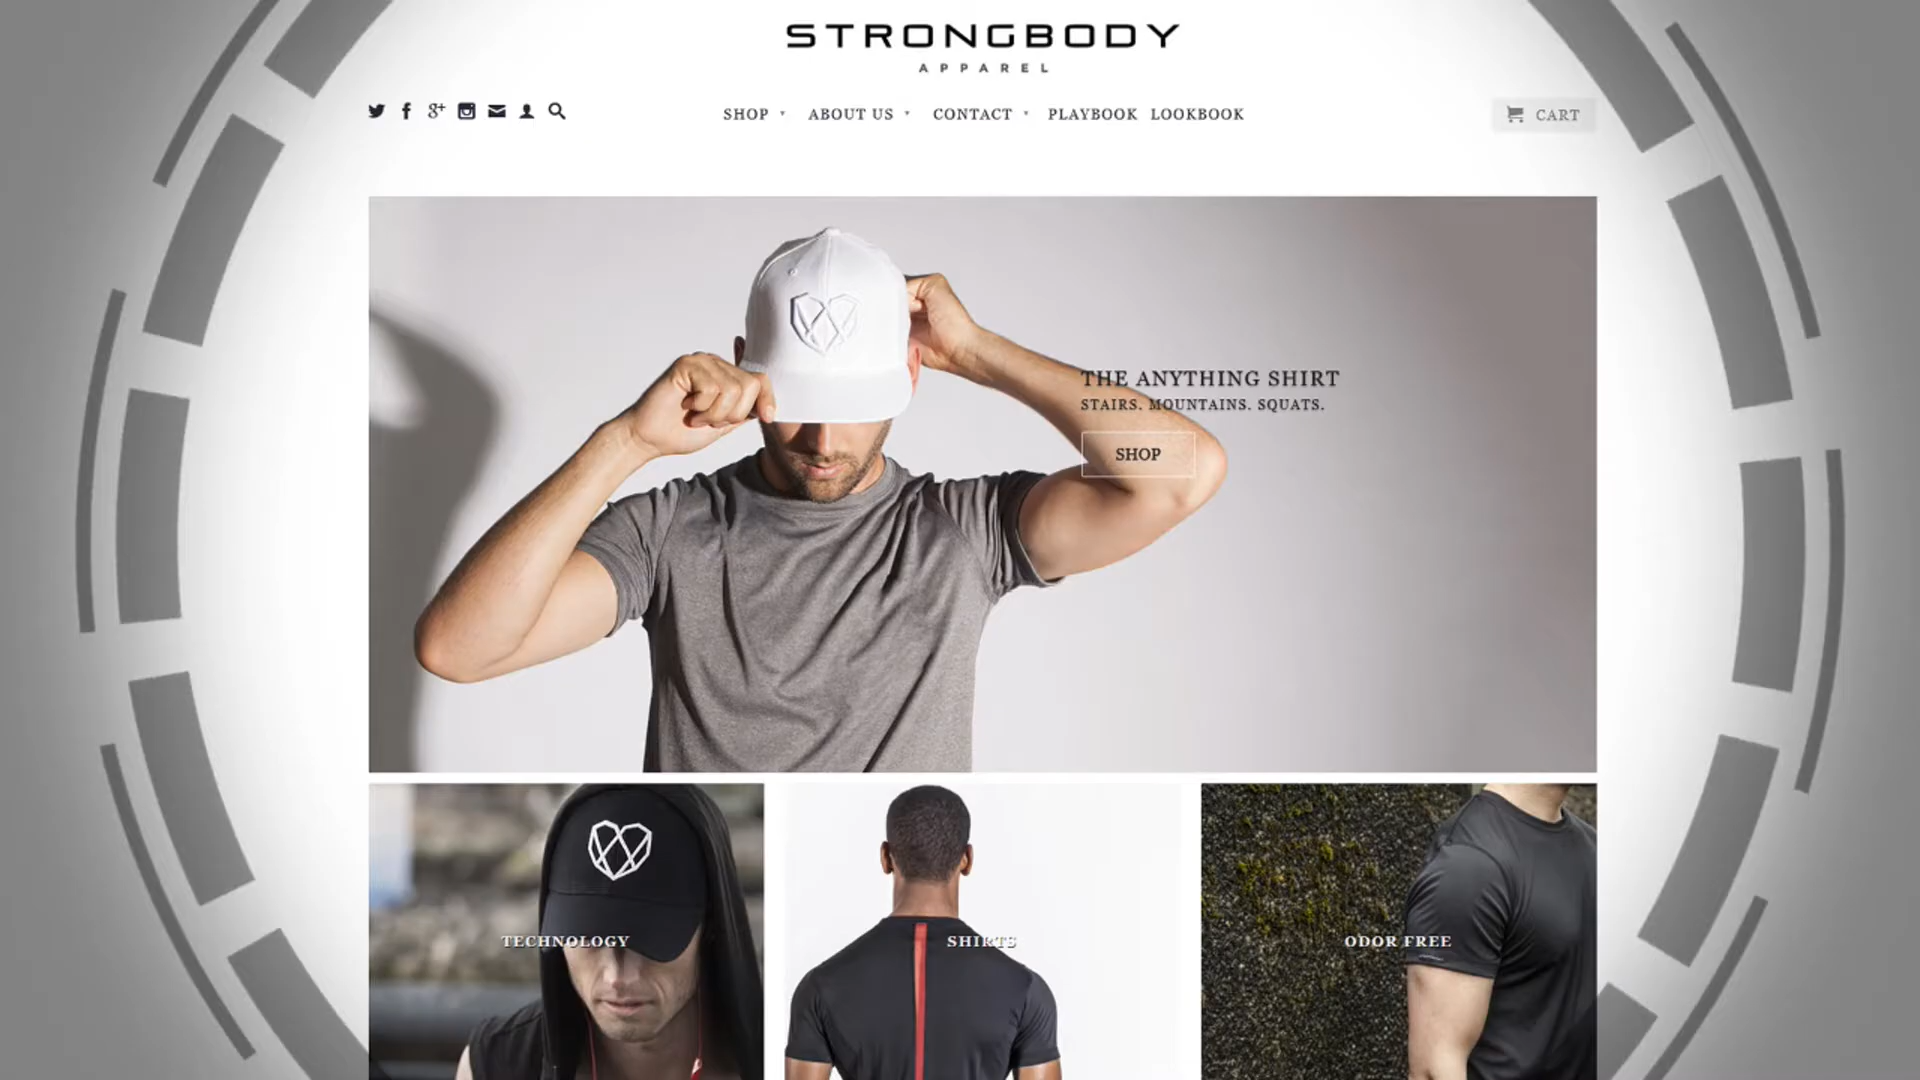 STRONGBODY
APPAREL
SHOP
ABOUT US
CONTACT
PLAYBOOK
LOOKBOOK
CART
THE ANYTHING SHIRT
STAIRS. MOUNTAINS. SQUATS.
SHOP
TECHNOLOGY
SHIRTS
ODOR FREE